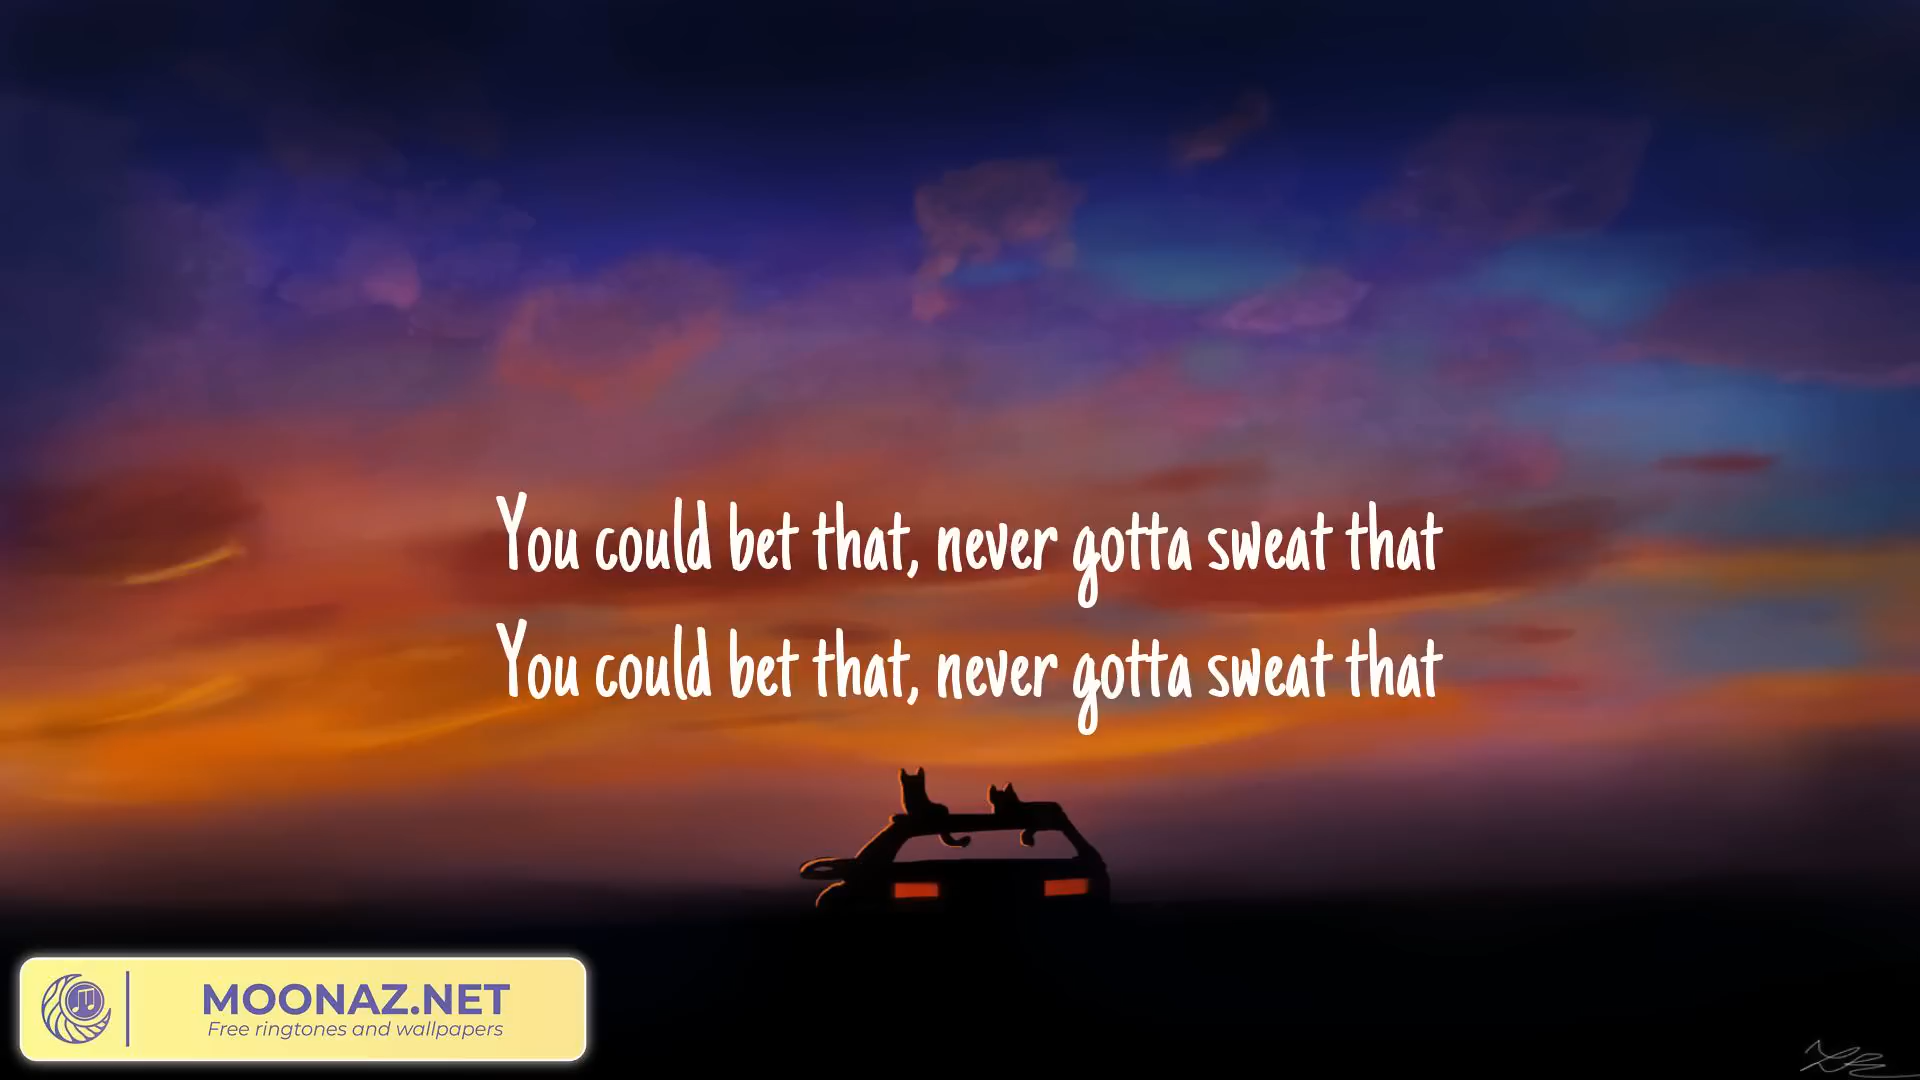 You could bet that, never gotta sweat that
You could bet that, never gotta sweat that
MOONAZ.NET
Free ringtones and wallpapers